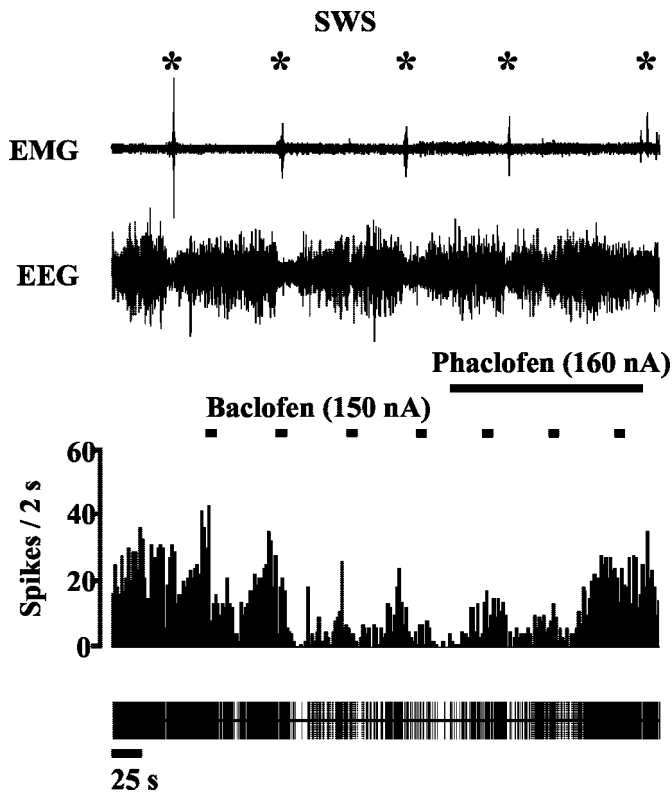 SWS
* * * * *
EMG
EEG
Phaclofen (160 nA)
Baclofen (150 nA)
60
40
20
0
Spikes / 2 s
25 s